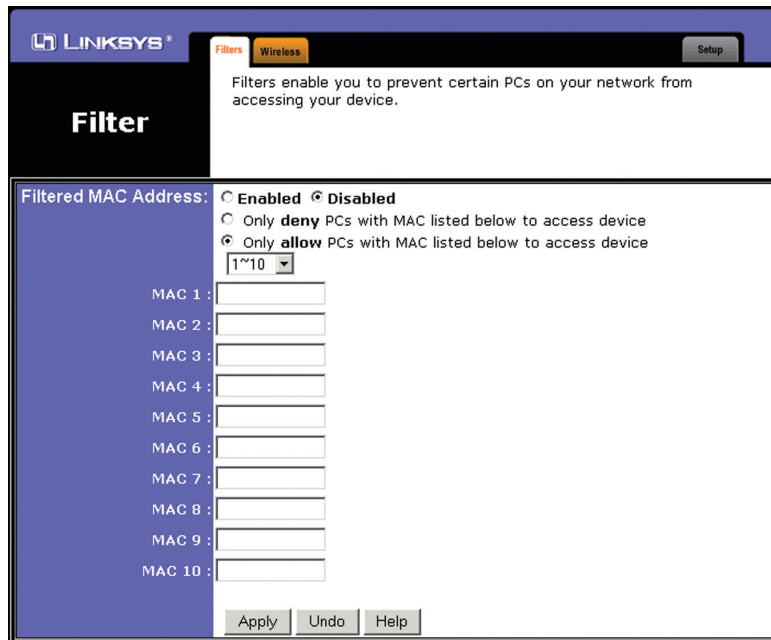 LINKSYS®
Filters
Wireless
Setup
Filter
Filters enable you to prevent certain PCs on your network from
accessing your device.
Filtered MAC Address:
Enabled Disabled
Only deny PCs with MAC listed below to access device
Only allow PCs with MAC listed below to access device
1~10
MAC 1 :
MAC 2 :
MAC 3 :
MAC 4 :
MAC 5 :
MAC 6 :
MAC 7 :
MAC 8 :
MAC 9 :
MAC 10 :
Apply Undo Help